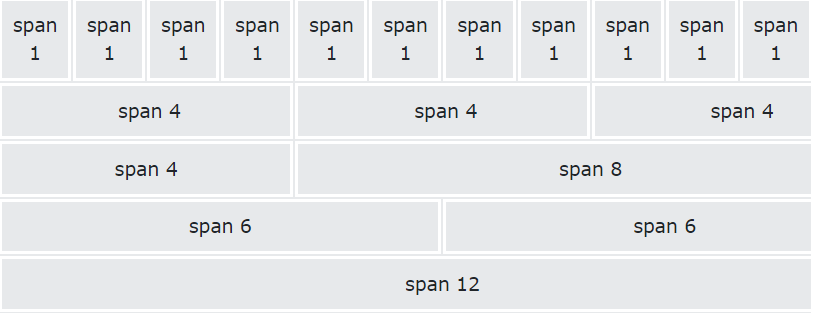 span span span span span span span span span span span
1 1 1 1 1 1 1 1 1 1 1
span 4 span 4 span 4
span 4 span 8
span 6 span 6
span 12